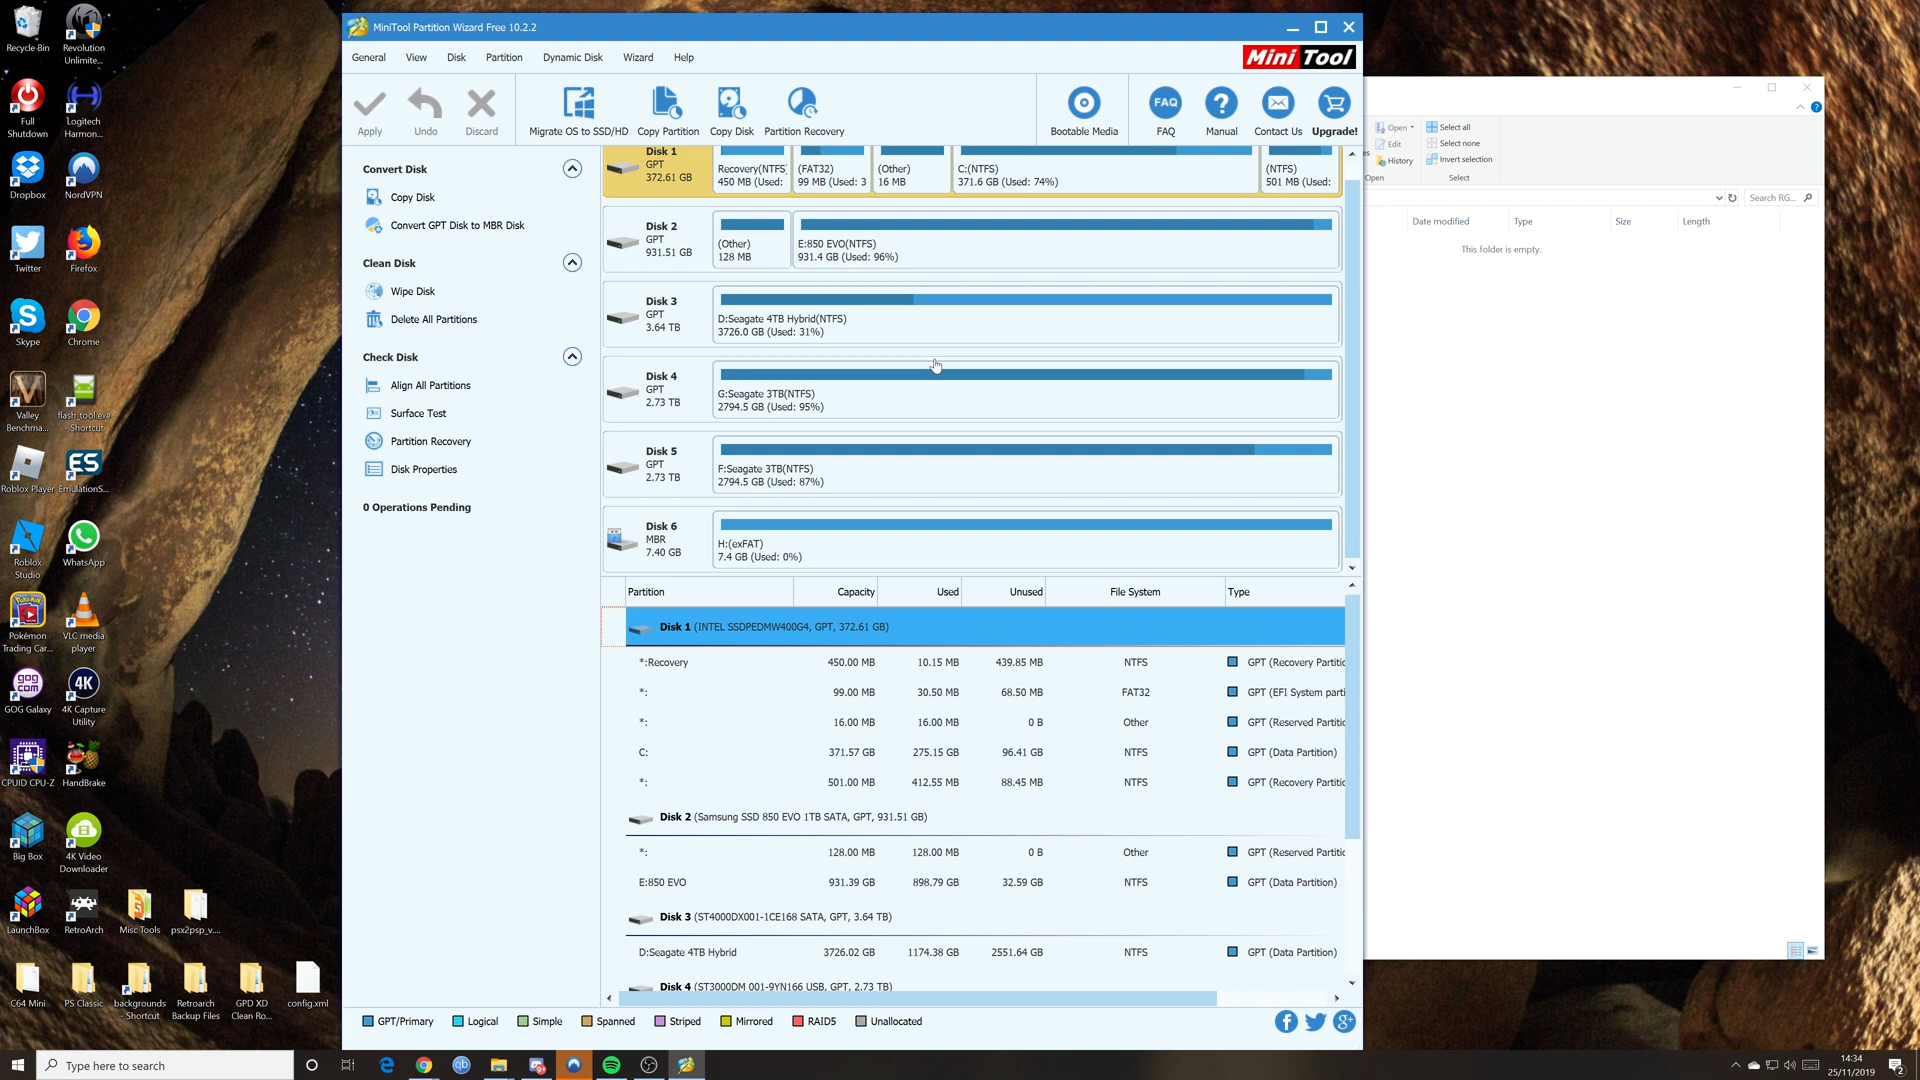 Recycle Bin
Revolution
Unlimite...
Full
Shutdown
Logitech
Harmon...
Dropbox
NordVPN
Twitter
Firefox
Skype
Chrome
Valley
Benchma...
flash_tool.exe
- Shortcut
Roblox Player
EmulationS...
Roblox
Studio
WhatsApp
Pokémon
Trading Car...
VLC media
player
GOG Galaxy
4K Capture
Utility
CPUID CPU-Z
HandBrake
Big Box
4K Video
Downloader
LaunchBox
RetroArch
Misc Tools
psx2psp_v....
C64 Mini
PS Classic
backgrounds
- Shortcut
Retroarch
Backup Files
GPD XD
Clean Ro...
config.xml
MiniTool Partition Wizard Free 10.2.2
General View Disk Partition Dynamic Disk Wizard Help
Mini Tool
Apply Undo Discard Migrate OS to SSD/HD Copy Partition Copy Disk Partition Recovery Bootable Media FAQ Manual Contact Us Upgrade!
Convert Disk
Copy Disk
Convert GPT Disk to MBR Disk
Clean Disk
Wipe Disk
Delete All Partitions
Check Disk
Align All Partitions
Surface Test
Partition Recovery
Disk Properties
0 Operations Pending
Disk 1
GPT
372.61 GB
Recovery(NTFS
450 MB (Used:
(FAT32)
99 MB (Used: 3
(Other)
16 MB
C:(NTFS)
371.6 GB (Used: 74%)
(NTFS)
501 MB (Used:
Disk 2
GPT
931.51 GB
(Other)
128 MB
E:850 EVO(NTFS)
931.4 GB (Used: 96%)
Disk 3
GPT
3.64 TB
D:Seagate 4TB Hybrid(NTFS)
3726.0 GB (Used: 31%)
Disk 4
GPT
2.73 TB
G:Seagate 3TB(NTFS)
2794.5 GB (Used: 95%)
Disk 5
GPT
2.73 TB
F:Seagate 3TB(NTFS)
2794.5 GB (Used: 87%)
Disk 6
MBR
7.40 GB
H:(exFAT)
7.4 GB (Used: 0%)
Partition Capacity Used Unused File System Type
Disk 1 (INTEL SSDPEDMW400G4, GPT, 372.61 GB)
*:Recovery 450.00 MB 10.15 MB 439.85 MB NTFS GPT (Recovery Partitic
*: 99.00 MB 30.50 MB 68.50 MB FAT32 GPT (EFI System parti
*: 16.00 MB 16.00 MB 0 B Other GPT (Reserved Partitic
C: 371.57 GB 275.15 GB 96.41 GB NTFS GPT (Data Partition)
*: 501.00 MB 412.55 MB 88.45 MB NTFS GPT (Recovery Partitic
Disk 2 (Samsung SSD 850 EVO 1TB SATA, GPT, 931.51 GB)
*: 128.00 MB 128.00 MB 0 B Other GPT (Reserved Partitic
E:850 EVO 931.39 GB 898.79 GB 32.59 GB NTFS GPT (Data Partition)
Disk 3 (ST4000DX001-1CE168 SATA, GPT, 3.64 TB)
D:Seagate 4TB Hybrid 3726.02 GB 1174.38 GB 2551.64 GB NTFS GPT (Data Partition)
Disk 4 (ST3000DM 001-9YN166 USB, GPT, 2.73 TB)
GPT/Primary Logical Simple Spanned Striped Mirrored RAID5 Unallocated
Open
Edit
History
Open
Select all
Select none
Invert selection
Select
Search RG...
Date modified Type Size Length
This folder is empty.
Type here to search
14:34
25/11/2019
2